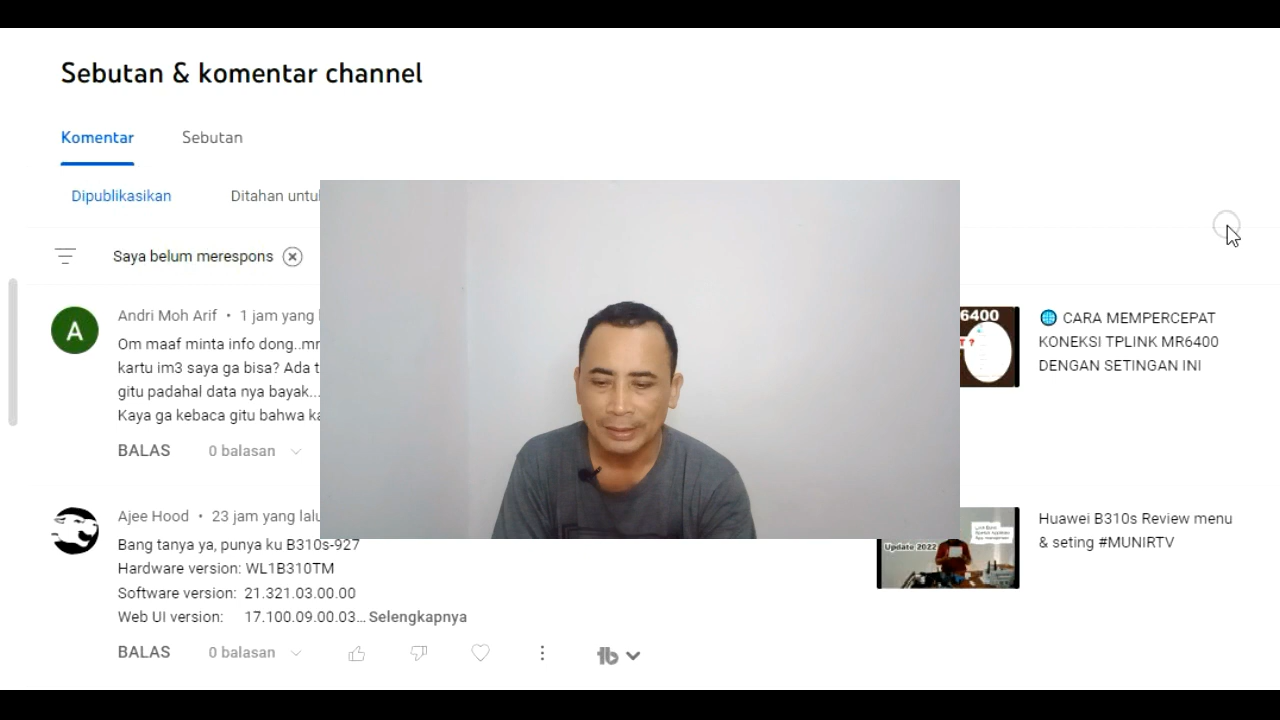 Sebutan & komentar channel
Komentar Sebutan
Dipublikasikan Ditahan
Saya belum merespons
A
Andri Moh Arif • 1 jam yang
Om maaf minta info dong..
kartu im3 saya ga bisa? Ada
gitu padahal data nya bayak...
Kaya ga kebaca gitu bahwa
BALAS 0 balasan
6400
?
🌐 CARA MEMPERCEPAT
KONEKSI TPLINK MR6400
DENGAN SETINGAN INI
Ajee Hood • 23 jam yang
Bang tanya ya, punya ku B310s-927
Hardware version: WL1B310TM
Software version: 21.321.03.00.00
Web UI version: 17.100.09.00.03... Selengkapnya
BALAS 0 balasan
tb
Update 2022
Huawei B310s Review menu
& seting #MUNIRTV